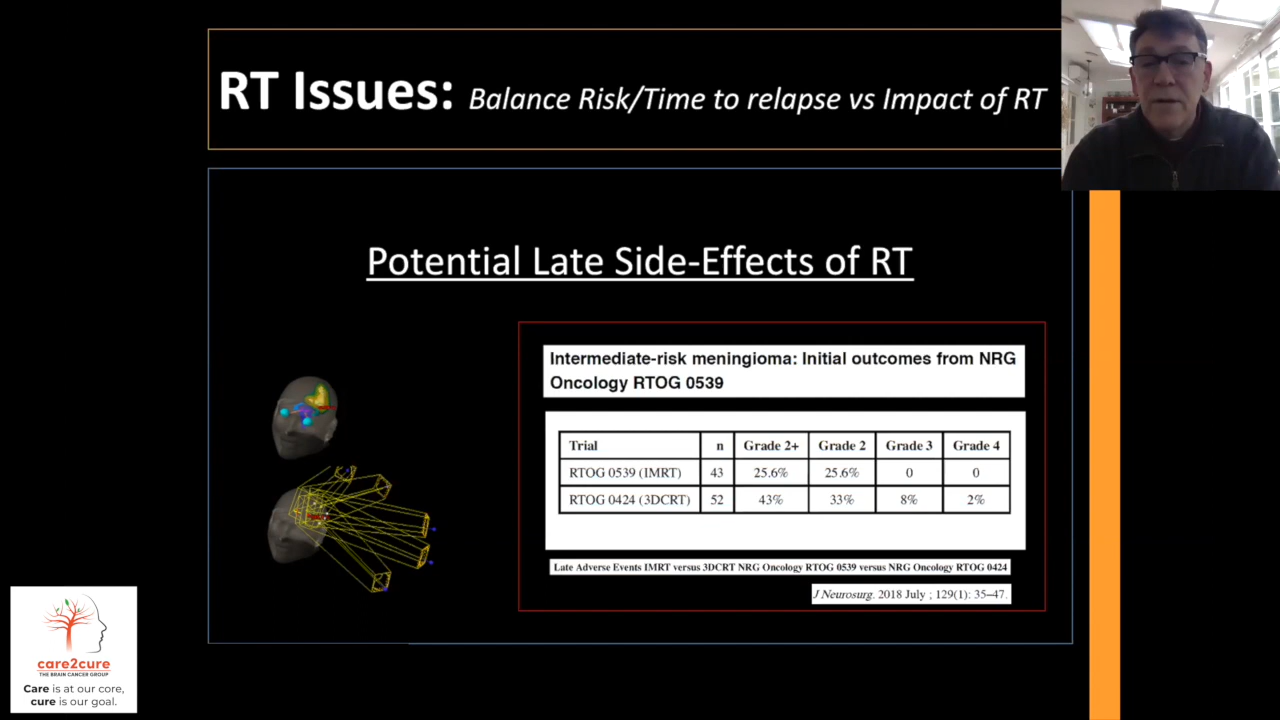 RT Issues: Balance Risk/Time to relapse vs Impact of RT
Potential Late Side-Effects of RT
Intermediate-risk meningioma: Initial outcomes from NRG
Oncology RTOG 0539
Trial n Grade 2+ Grade 2 Grade 3 Grade 4
RTOG 0539 (IMRT) 43 25.6% 25.6% 0 0
RTOG 0424 (3DCRT) 52 43% 33% 8% 2%
Late Adverse Events IMRT versus 3DCRT NRG Oncology RTOG 0539 versus NRG Oncology RTOG 0424
J Neurosurg. 2018 July ; 129(1): 35–47.
care2cure
THE BRAIN CANCER GROUP
Care is at our core,
cure is our goal.